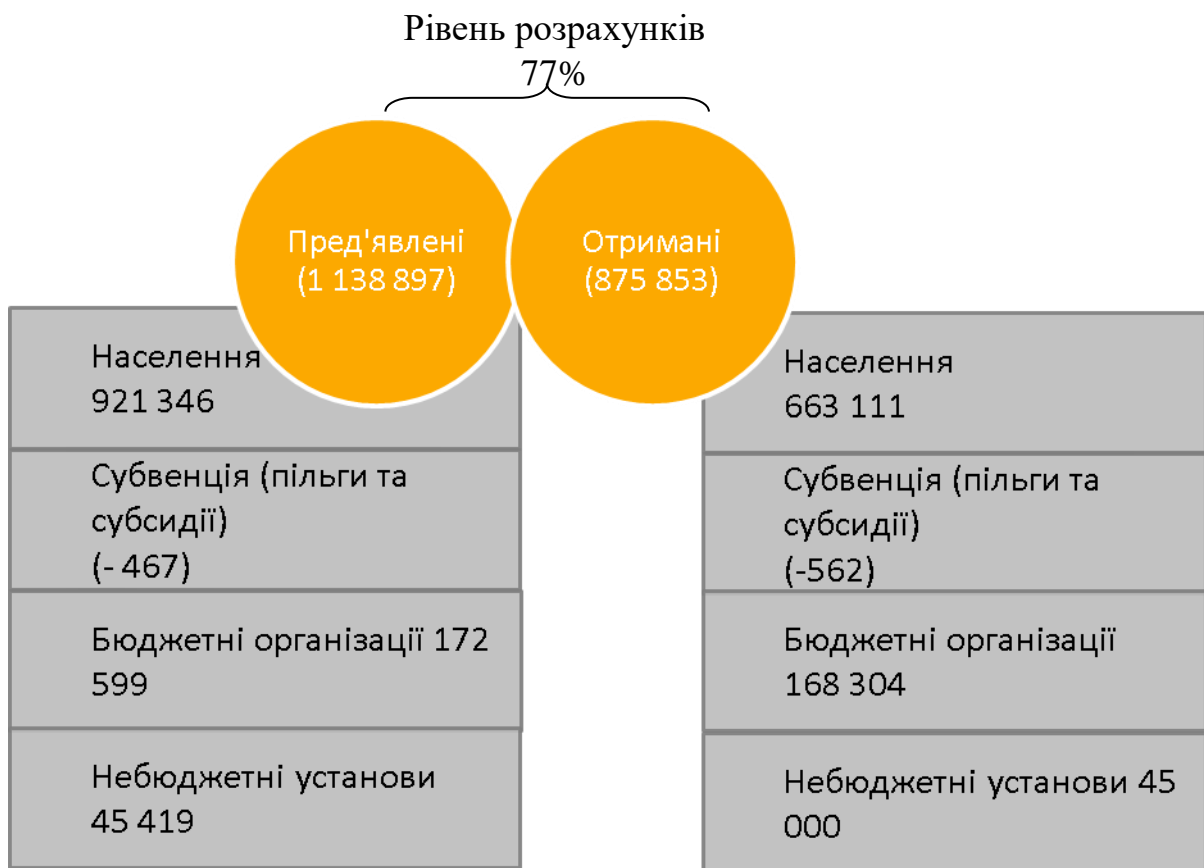 Рівень розрахунків
77%
Пред'явлені
(1 138 897)
Отримані
(875 853)
Населення
921 346
Субвенція (пільги та
субсидії)
(- 467)
Бюджетні організації 172
599
Небюджетні установи
45 419
Населення
663 111
Субвенція (пільги та
субсидії)
(-562)
Бюджетні організації
168 304
Небюджетні установи 45
000